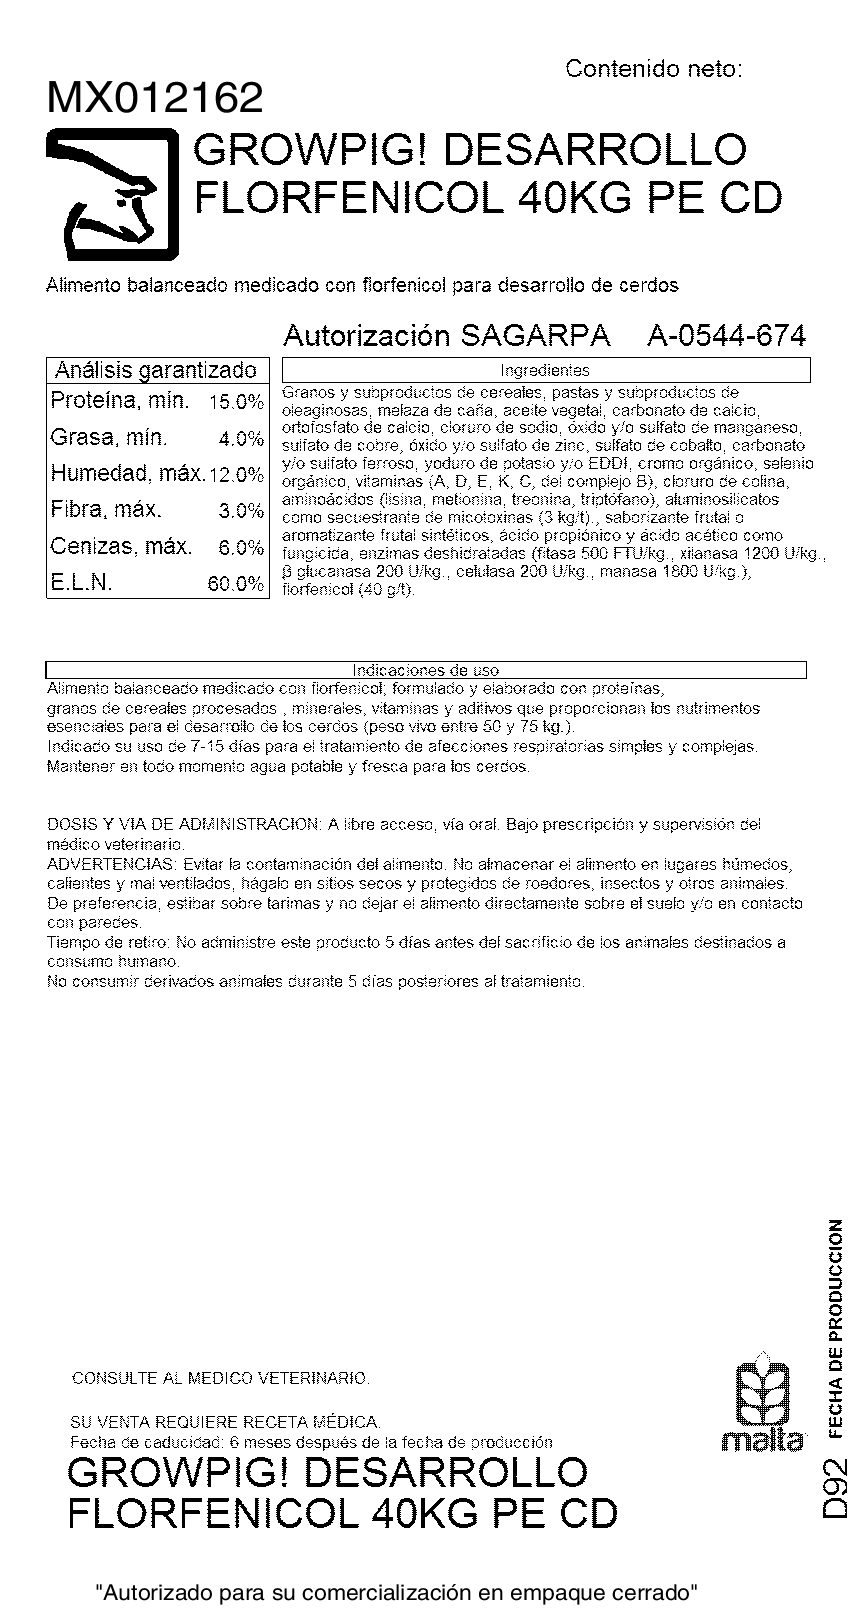 Contenido neto:
MX012162
GROWPIG! DESARROLLO
FLORFENICOL 40KG PE CD
Alimento balanceado medicado con florfenicol para desarrollo de cerdos
Autorización SAGARPA A-0544-674
Análisis garantizado
Proteína, mín. 15.0%
Grasa, mín. 4.0%
Humedad, máx. 12.0%
Fibra, máx. 3.0%
Cenizas, máx. 6.0%
E.L.N. 60.0%
Ingredientes
Granos y subproductos de cereales, pastas y subproductos de
oleaginosas, melaza de caña, aceite vegetal, carbonato de calcio,
ortofosfato de calcio, cloruro de sodio, óxido y/o sulfato de manganeso,
sulfato de cobre, óxido y/o sulfato de zinc, sulfato de cobalto, carbonato
y/o sulfato ferroso, yoduro de potasio y/o EDDI, cromo orgánico, selenio
orgánico, vitaminas (A, D, E, K, C, del complejo B), cloruro de colina,
aminoácidos (lisina, metionina, treonina, triptófano), aluminosilicatos
como secuestrante de micotoxinas (3 kg/t)., saborizante frutal o
aromatizante frutal sintéticos, ácido propiónico y ácido acético como
fungicida, enzimas deshidratadas (fitasa 500 FTU/kg., xilanasa 1200 U/kg.,
β glucanasa 200 U/kg., celulasa 200 U/kg., manasa 1800 U/kg.),
florfenicol (40 g/t).
Indicaciones de uso
Alimento balanceado medicado con florfenicol; formulado y elaborado con proteínas,
granos de cereales procesados , minerales, vitaminas y aditivos que proporcionan los nutrimentos
esenciales para el desarrollo de los cerdos (peso vivo entre 50 y 75 kg.).
Indicado su uso de 7-15 días para el tratamiento de afecciones respiratorias simples y complejas.
Mantener en todo momento agua potable y fresca para los cerdos.
DOSIS Y VIA DE ADMINISTRACION: A libre acceso, vía oral. Bajo prescripción y supervisión del
médico veterinario.
ADVERTENCIAS: Evitar la contaminación del alimento. No almacenar el alimento en lugares húmedos,
calientes y mal ventilados, hágalo en sitios secos y protegidos de roedores, insectos y otros animales.
De preferencia, estibar sobre tarimas y no dejar el alimento directamente sobre el suelo y/o en contacto
con paredes.
Tiempo de retiro: No administre este producto 5 días antes del sacrificio de los animales destinados a
consumo humano.
No consumir derivados animales durante 5 días posteriores al tratamiento.
CONSULTE AL MEDICO VETERINARIO.
SU VENTA REQUIERE RECETA MÉDICA.
Fecha de caducidad: 6 meses después de la fecha de producción
malta
GROWPIG! DESARROLLO
FLORFENICOL 40KG PE CD
D92 FECHA DE PRODUCCION
"Autorizado para su comercialización en empaque cerrado"